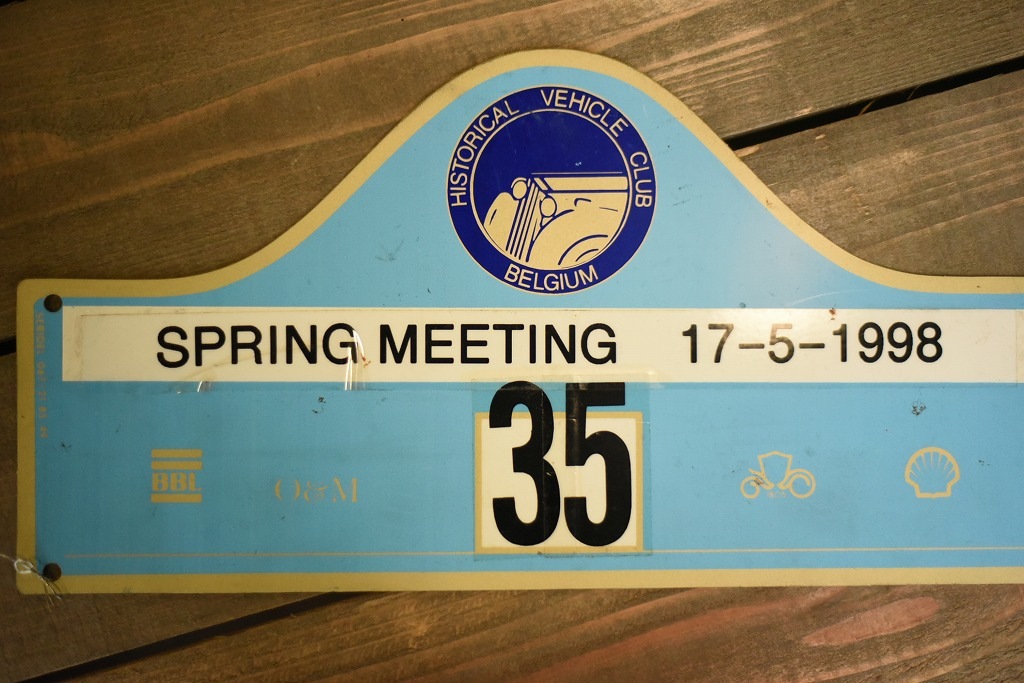 HISTORICAL VEHICLE CLUB
BELGIUM
SPRING MEETING 17-5-1998
35
BBL
O&M